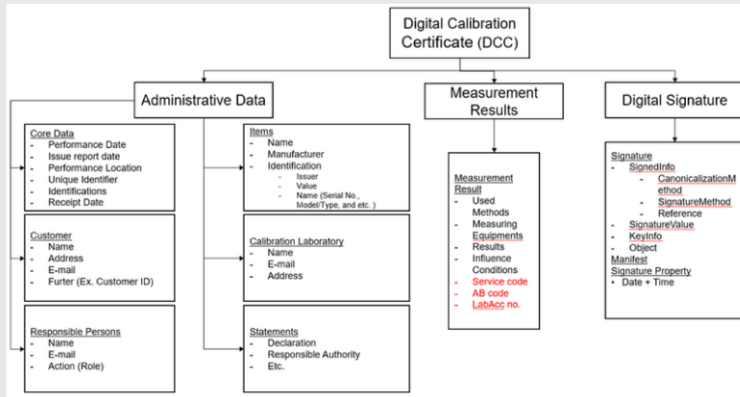 Digital Calibration
Certificate (DCC)
Administrative Data
Measurement
Results
Digital Signature
Core Data
- Performance Date
- Issue report date
- Performance Location
- Unique Identifier
- Identifications
- Receipt Date
Items
- Name
- Manufacturer
- Identification
- Issuer
- Value
- Name (Serial No.,
Model/Type, and etc. )
Customer
- Name
- Address
- E-mail
- Furter (Ex. Customer ID)
Calibration Laboratory
- Name
- E-mail
- Address
Responsible Persons
- Name
- E-mail
- Action (Role)
Statements
- Declaration
- Responsible Authority
- Etc.
Measurement
Result
- Used
Methods
- Measuring
Equipments
- Results
- Influence
Conditions
- Service code
- AB code
- LabAcc no.
Signature
- SignedInfo
- CanonicalizationM
ethod
- SignatureMethod
- Reference
- SignatureValue
- KeyInfo
- Object
Manifest
Signature Property
• Date + Time